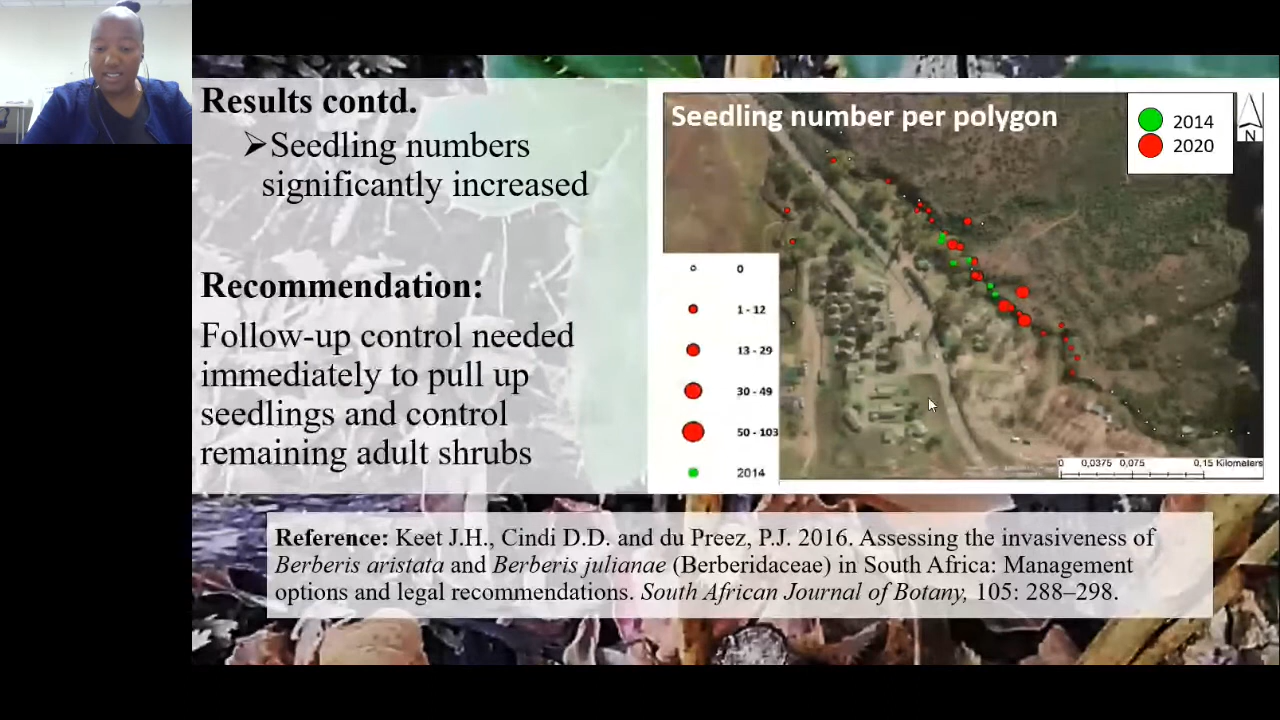 Results contd.
➢Seedling numbers
significantly increased
Recommendation:
Follow-up control needed
immediately to pull up
seedlings and control
remaining adult shrubs
Seedling number per polygon
2014
2020
N
0
1 - 12
13 - 29
30 - 49
50 - 103
2014
0 0,0375 0,075 0,15 Kilometers
Reference: Keet J.H., Cindi D.D. and du Preez, P.J. 2016. Assessing the invasiveness of
Berberis aristata and Berberis julianae (Berberidaceae) in South Africa: Management
options and legal recommendations. South African Journal of Botany, 105: 288–298.